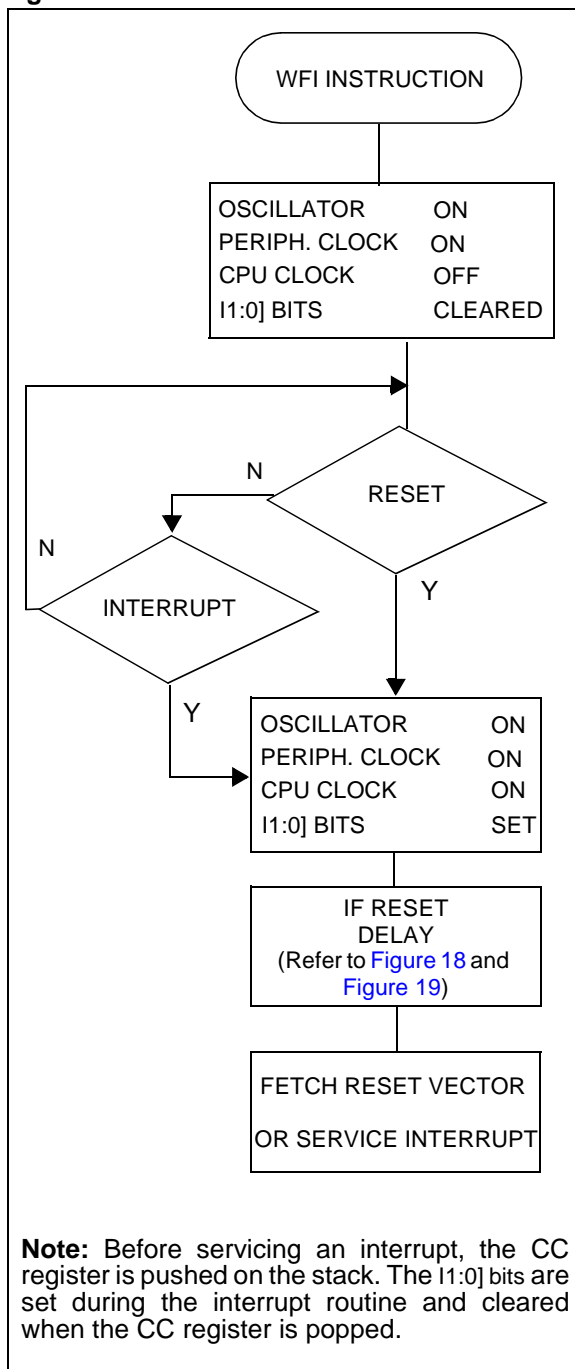 WFI INSTRUCTION
OSCILLATOR ON
PERIPH. CLOCK ON
CPU CLOCK OFF
I1:0] BITS CLEARED
N
RESET
N
Y
INTERRUPT
Y
OSCILLATOR ON
PERIPH. CLOCK ON
CPU CLOCK ON
I1:0] BITS SET
IF RESET
DELAY
(Refer to Figure 18 and
Figure 19)
FETCH RESET VECTOR
OR SERVICE INTERRUPT
Note: Before servicing an interrupt, the CC
register is pushed on the stack. The I1:0] bits are
set during the interrupt routine and cleared
when the CC register is popped.